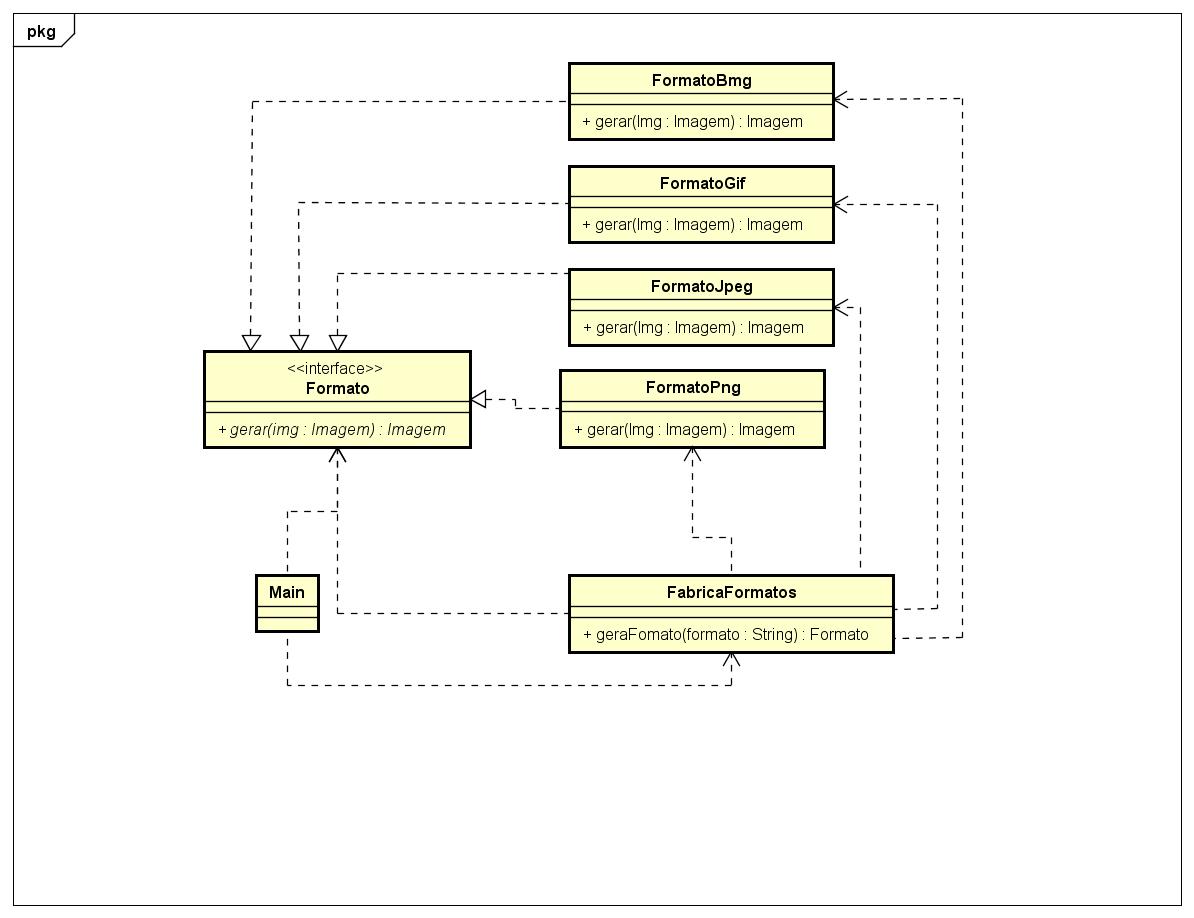 pkg
FormatoBmg
+ gerar(Img : Imagem) : Imagem
FormatoGif
+ gerar(Img : Imagem) : Imagem
FormatoJpeg
+ gerar(Img : Imagem) : Imagem
<<interface>>
Formato
+ gerar(img : Imagem) : Imagem
FormatoPng
+ gerar(Img : Imagem) : Imagem
Main
FabricaFormatos
+ geraFomato(formato : String) : Formato